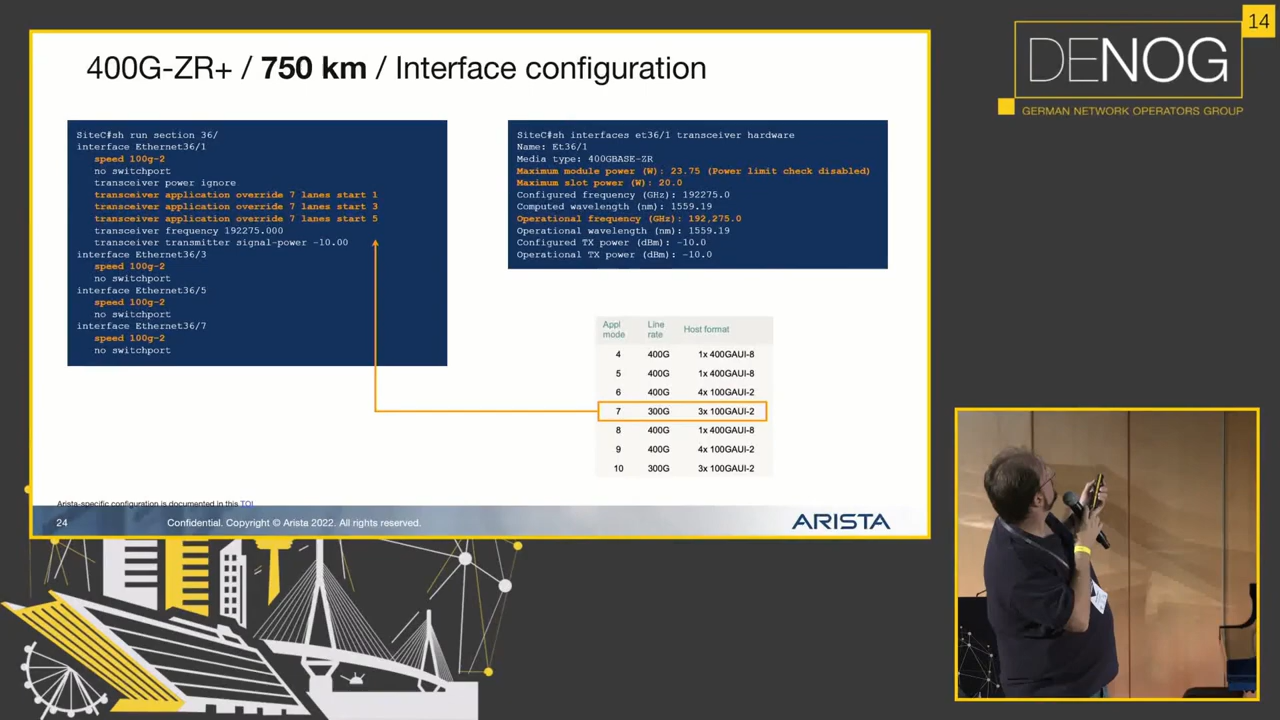 14
DENOG
GERMAN NETWORK OPERATORS GROUP
400G-ZR+ / 750 km / Interface configuration
SiteC#sh run section 36/
interface Ethernet36/1
speed 100g-2
no switchport
transceiver power ignore
transceiver application override 7 lanes start 1
transceiver application override 7 lanes start 3
transceiver application override 7 lanes start 5
transceiver frequency 192275.000
transceiver transmitter signal-power -10.00
interface Ethernet36/3
speed 100g-2
no switchport
interface Ethernet36/5
speed 100g-2
no switchport
interface Ethernet36/7
speed 100g-2
no switchport
SiteC#sh interfaces et36/1 transceiver hardware
Name: Et36/1
Media type: 400GBASE-ZR
Maximum module power (W): 23.75 (Power limit check disabled)
Maximum slot power (W): 20.0
Configured frequency (GHz): 192275.0
Computed wavelength (nm): 1559.19
Operational frequency (GHz): 192,275.0
Operational wavelength (nm): 1559.19
Configured TX power (dBm): -10.0
Operational TX power (dBm): -10.0
Appl mode Line rate Host format
4 400G 1x 400GAUI-8
5 400G 1x 400GAUI-8
6 400G 4x 100GAUI-2
7 300G 3x 100GAUI-2
8 400G 1x 400GAUI-8
9 400G 4x 100GAUI-2
10 300G 3x 100GAUI-2
Arista-specific configuration is documented in this TOI
24
Confidential. Copyright © Arista 2022. All rights reserved.
ARISTA